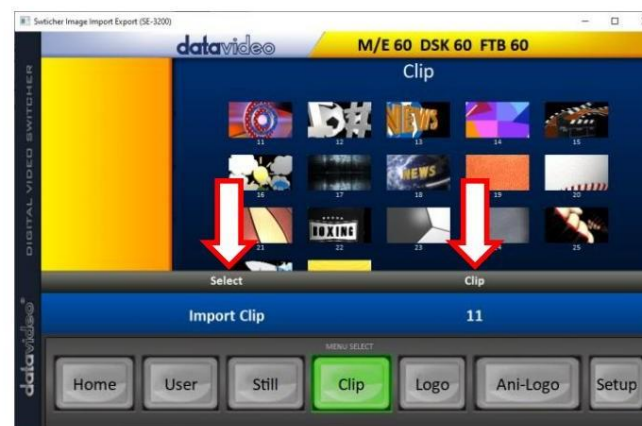 Swticher Image Import Export (SE-3200)
datavideo
M/E 60 DSK 60 FTB 60
DIGITAL VIDEO SWITCHER
datavideo
Clip
11 12 13 14 15
NEWS
16 17 18 19 20
NEWS
21 22 23 25
BOXING
Select Clip
Import Clip 11
MENU SELECT
Home User Still Clip Logo Ani-Logo Setup